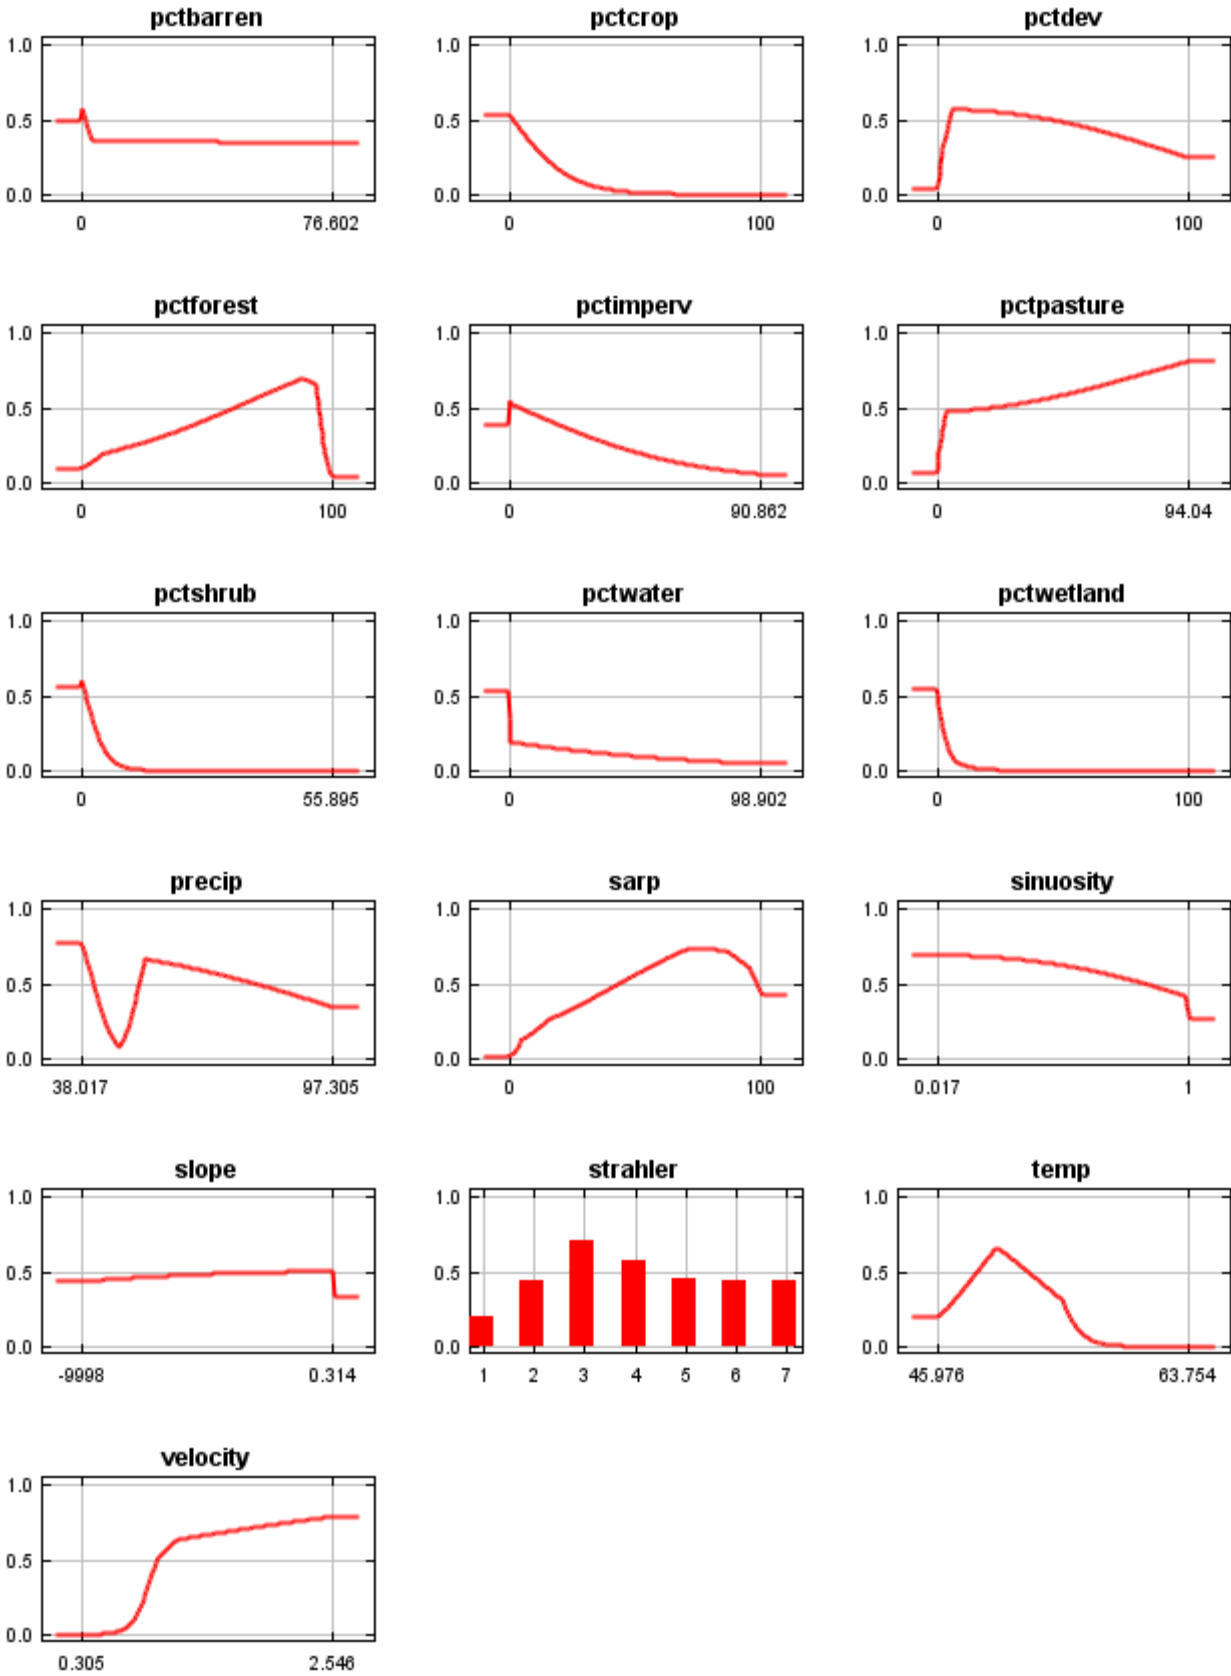 pctbarren pctcrop pctdev
1.0 1.0 1.0
0.5 0.5 0.5
0.0 0.0 0.0
0 76.602 0 100 0 100
pctforest pctimperv pctpasture
1.0 1.0 1.0
0.5 0.5 0.5
0.0 0.0 0.0
0 100 0 90.862 0 94.04
pctshrub pctwater pctwetland
1.0 1.0 1.0
0.5 0.5 0.5
0.0 0.0 0.0
0 55.895 0 98.902 0 100
precip sarp sinuosity
1.0 1.0 1.0
0.5 0.5 0.5
0.0 0.0 0.0
38.017 97.305 0 100 0.017 1
slope strahler temp
1.0 1.0 1.0
0.5 0.5 0.5
0.0 0.0 0.0
-9998 0.314 1 2 3 4 5 6 7 45.976 63.754
velocity
1.0
0.5
0.0
0.305 2.546